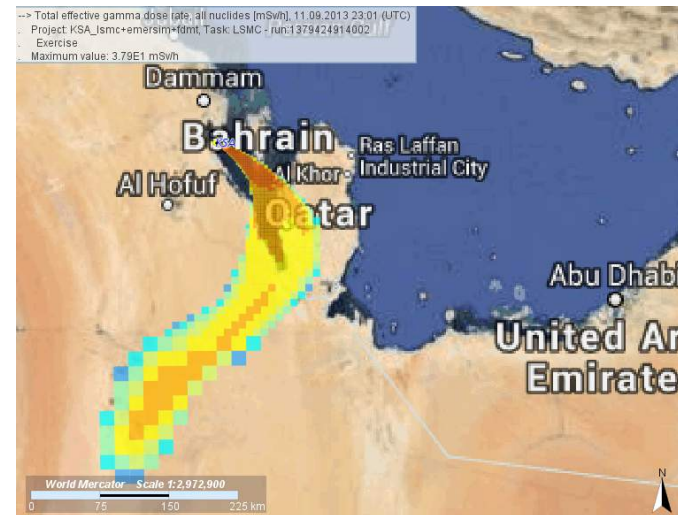 --> Total effective gamma dose rate, all nuclides [mSv/h], 11.09.2013 23:01 (UTC)
. Project: KSA_lsmc+emersim+fdmt, Task: LSMC - run:1379424914002
. Exercise
. Maximum value: 3.79E1 mSv/h
Dammam
KSA
Bahrain
Ras Laffan
Industrial City
Al Khor
Al Hofuf
Qatar
Abu Dhabi
United Ar
Emirate
N
World Mercator Scale 1:2,972,900
0 75 150 225 km